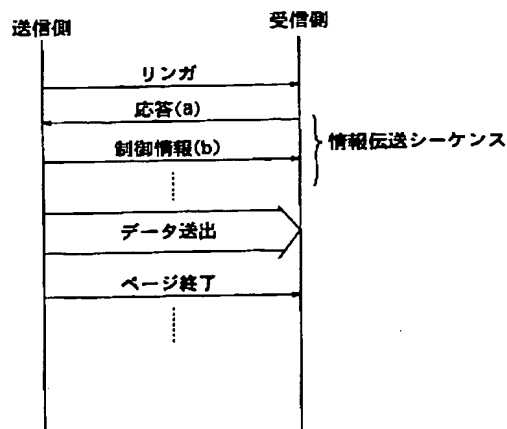 送信側
受信側
リンガ
応答(a)
制御情報(b)
情報伝送シーケンス
データ送出
ページ終了